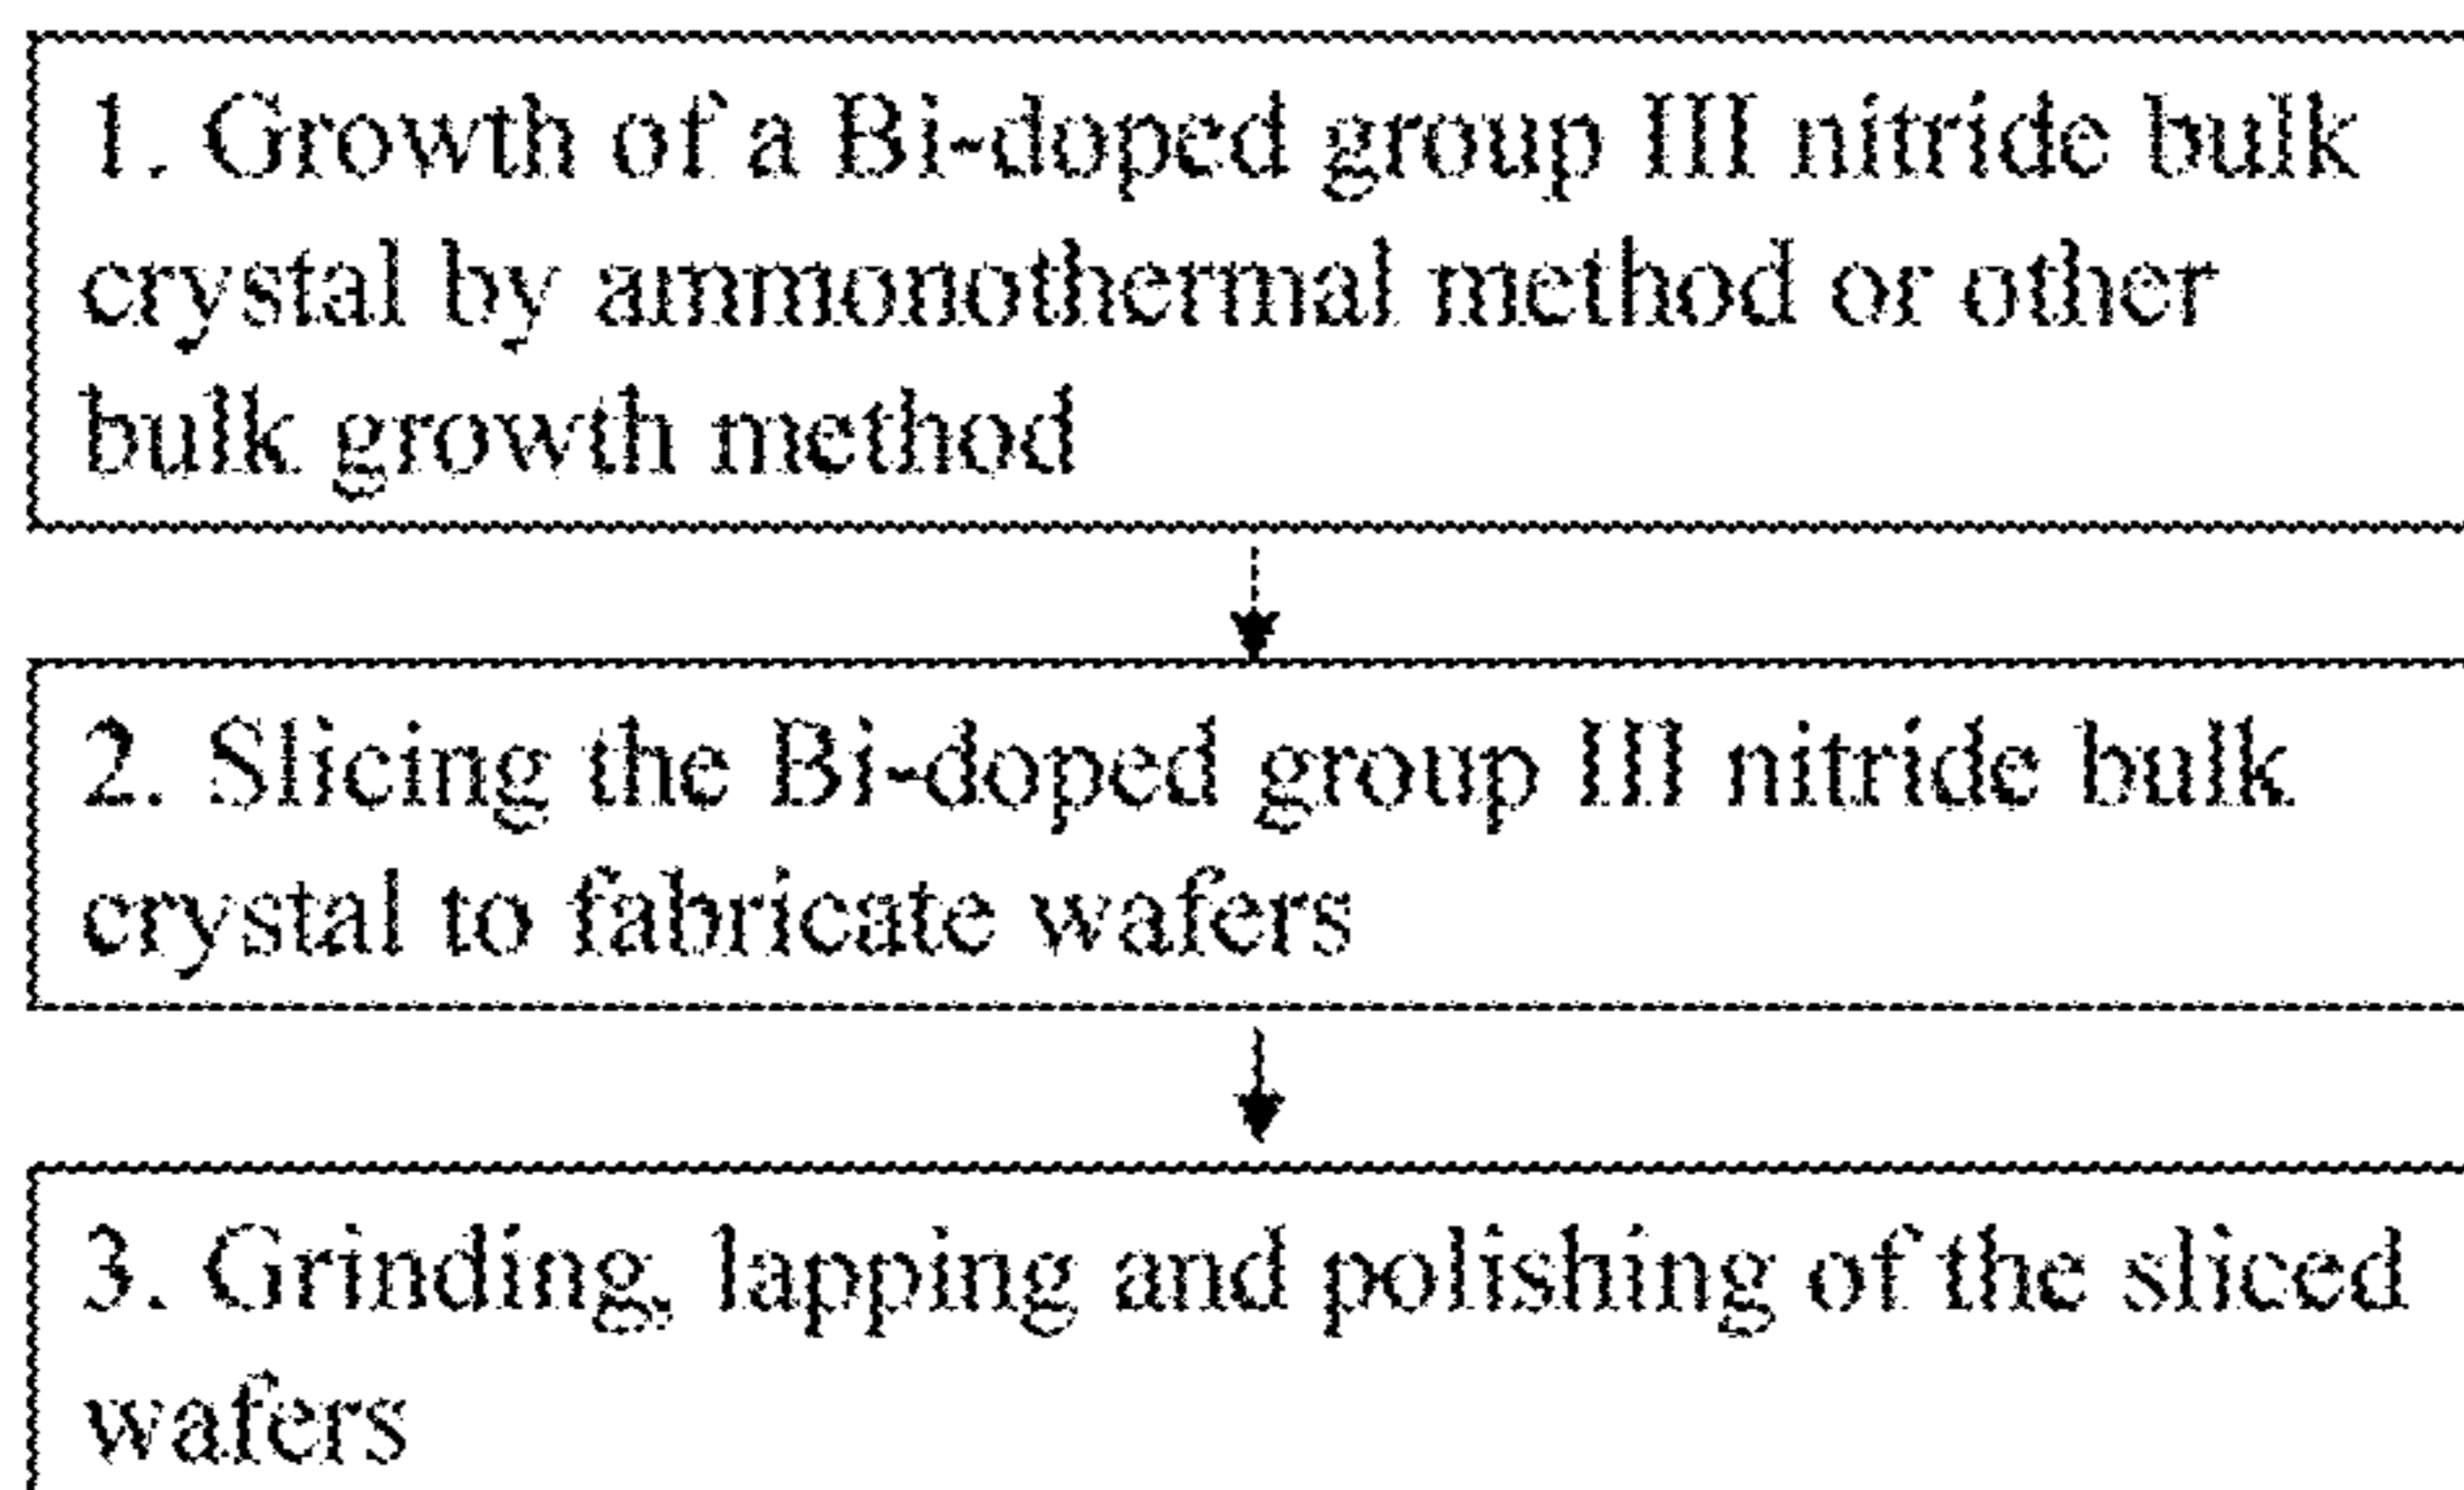 1. Growth of a Bi-doped group III nitride bulk
crystal by ammonothermal method or other
bulk growth method
2. Slicing the Bi-doped group III nitride bulk
crystal to fabricate wafers
3. Grinding, lapping and polishing of the sliced
wafers